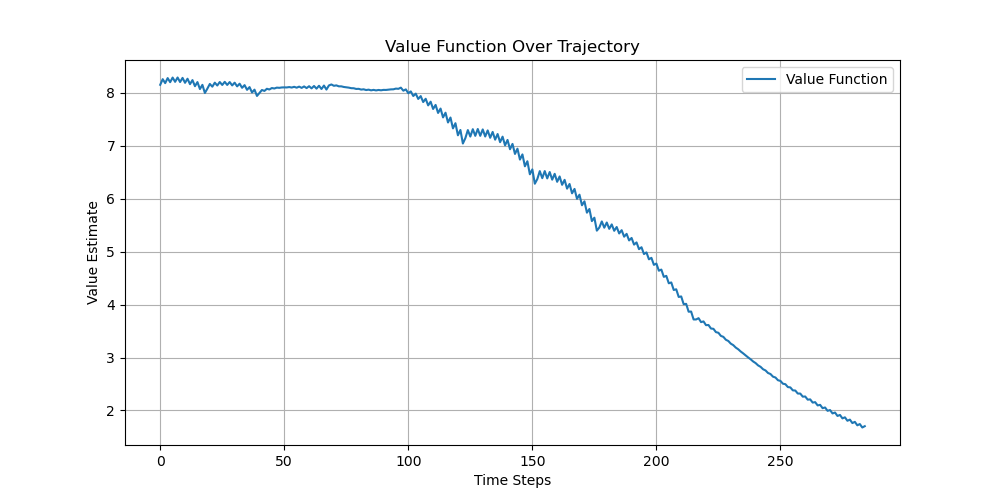 Value Function Over Trajectory
Value Function
Value Estimate
8
7
6
5
4
3
2
0 50 100 150 200 250
Time Steps